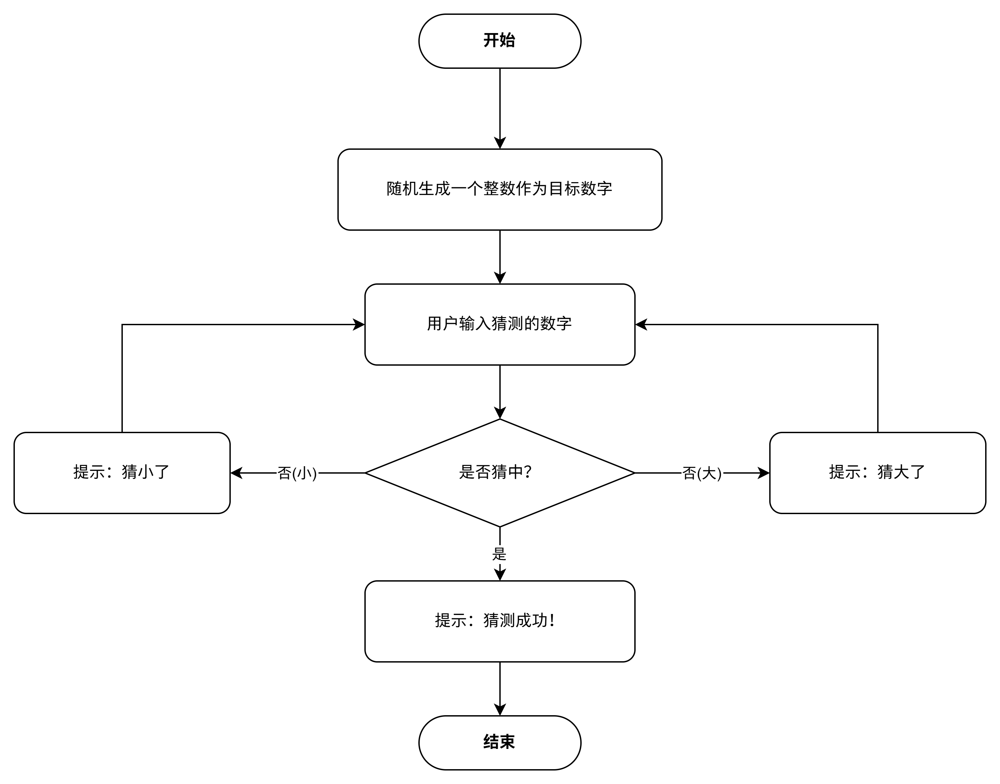 开始
随机生成一个整数作为目标数字
用户输入猜测的数字
提示：猜小了
否(小)
是否猜中？
否(大)
提示：猜大了
是
提示：猜测成功！
结束